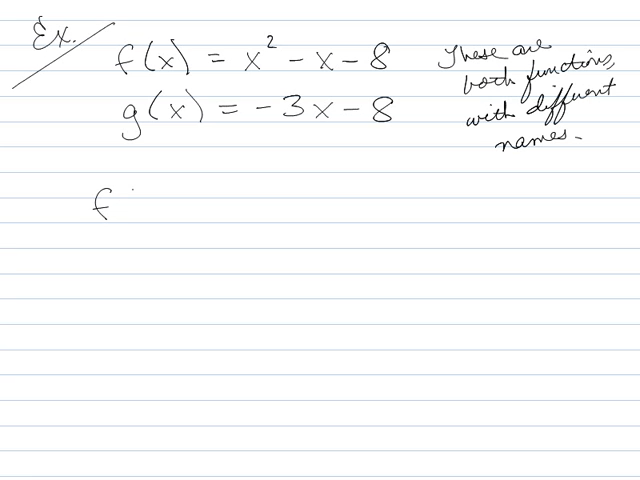 Ex.
f(x) = x² - x - 8
g(x) = -3x - 8
These are
both functions,
with different
names.
f